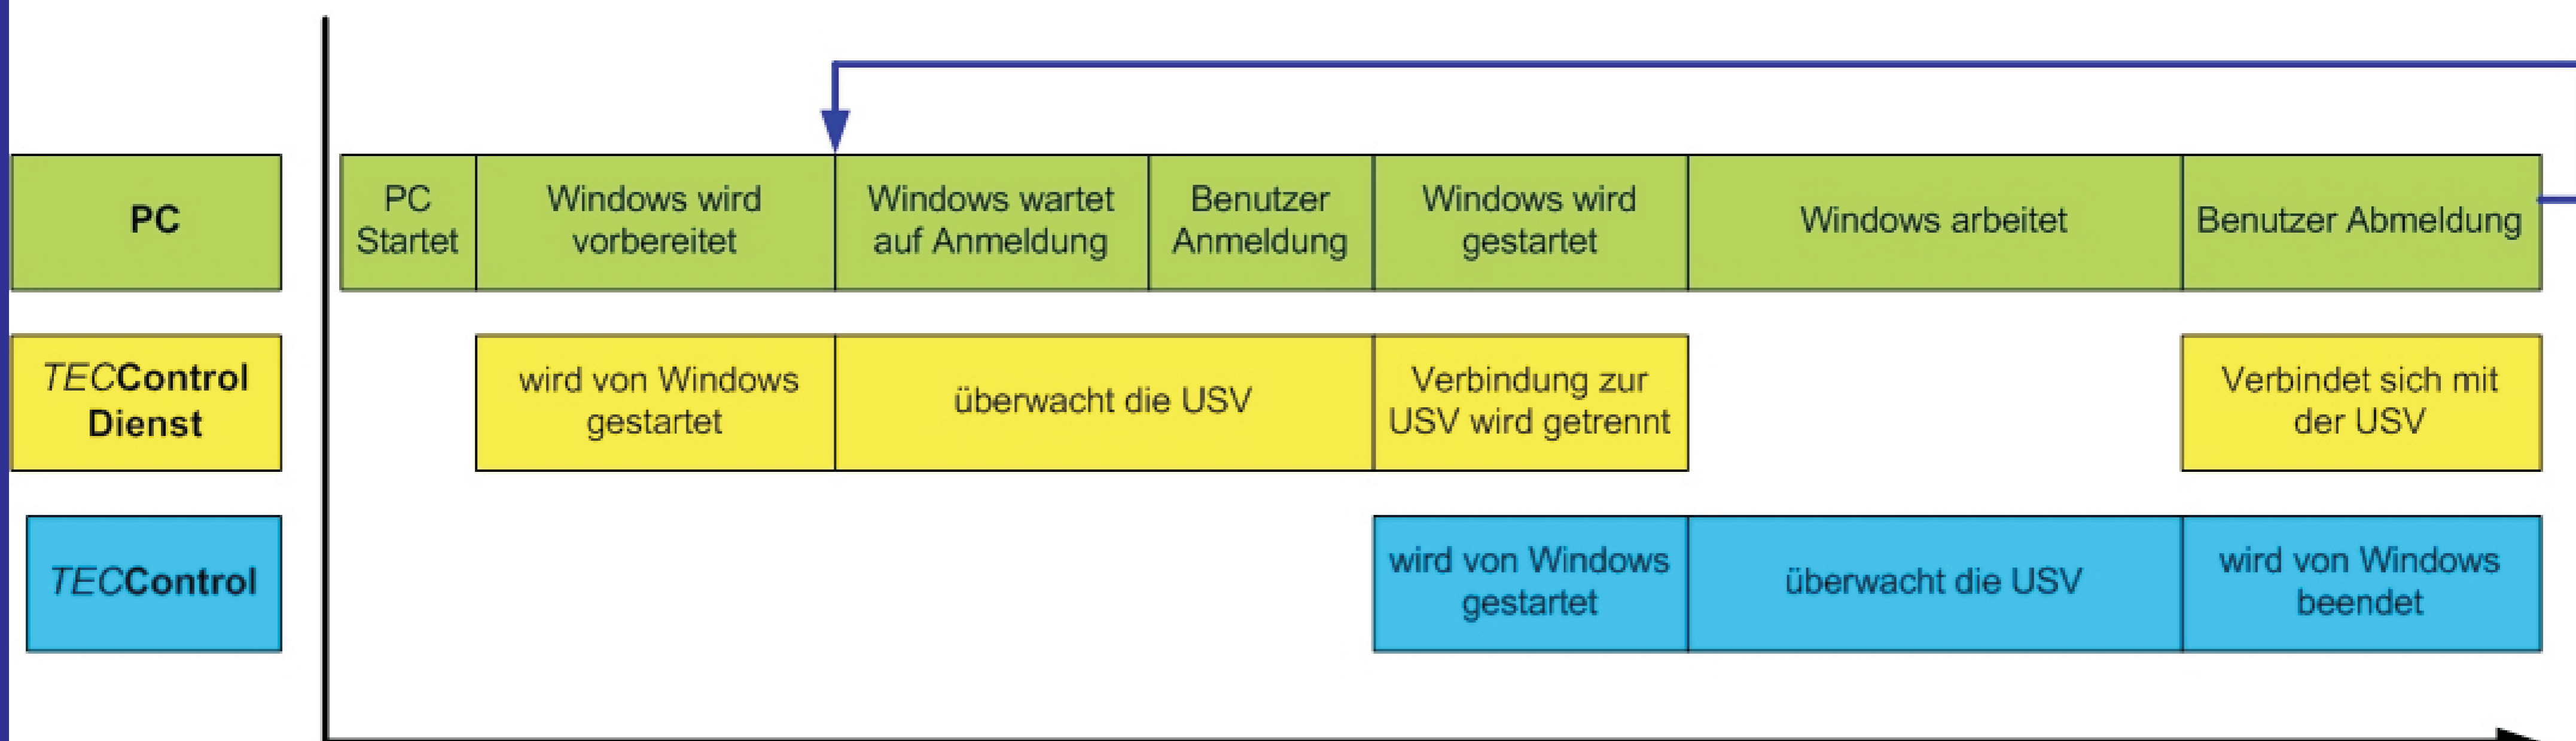 PC
PC
Startet
Windows wird
vorbereitet
Windows wartet
auf Anmeldung
Benutzer
Anmeldung
Windows wird
gestartet
Windows arbeitet
Benutzer Abmeldung
TECControl
Dienst
wird von Windows
gestartet
überwacht die USV
Verbindung zur
USV wird getrennt
Verbindet sich mit
der USV
TECControl
wird von Windows
gestartet
überwacht die USV
wird von Windows
beendet